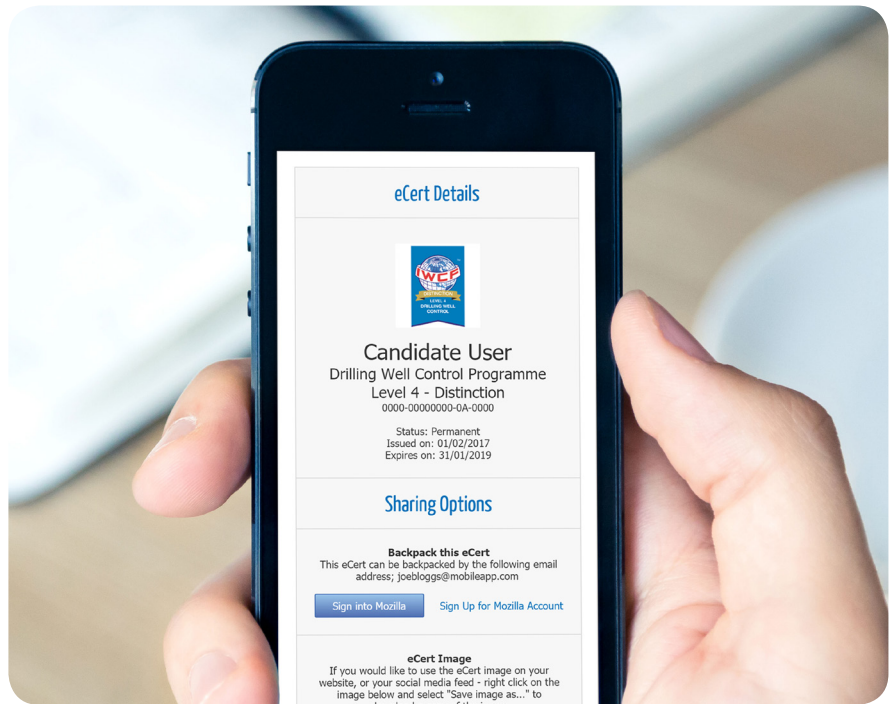 eCert Details
IWCF
DISTINCTION
LEVEL 4
DRILLING WELL
CONTROL
Candidate User
Drilling Well Control Programme
Level 4 - Distinction
0000-00000000-0A-0000
Status: Permanent
Issued on: 01/02/2017
Expires on: 31/01/2019
Sharing Options
Backpack this eCert
This eCert can be backpacked by the following email
address; joebloggs@mobileapp.com
Sign into Mozilla
Sign Up for Mozilla Account
eCert Image
If you would like to use the eCert image on your
website, or your social media feed - right click on the
image below and select "Save image as..." to